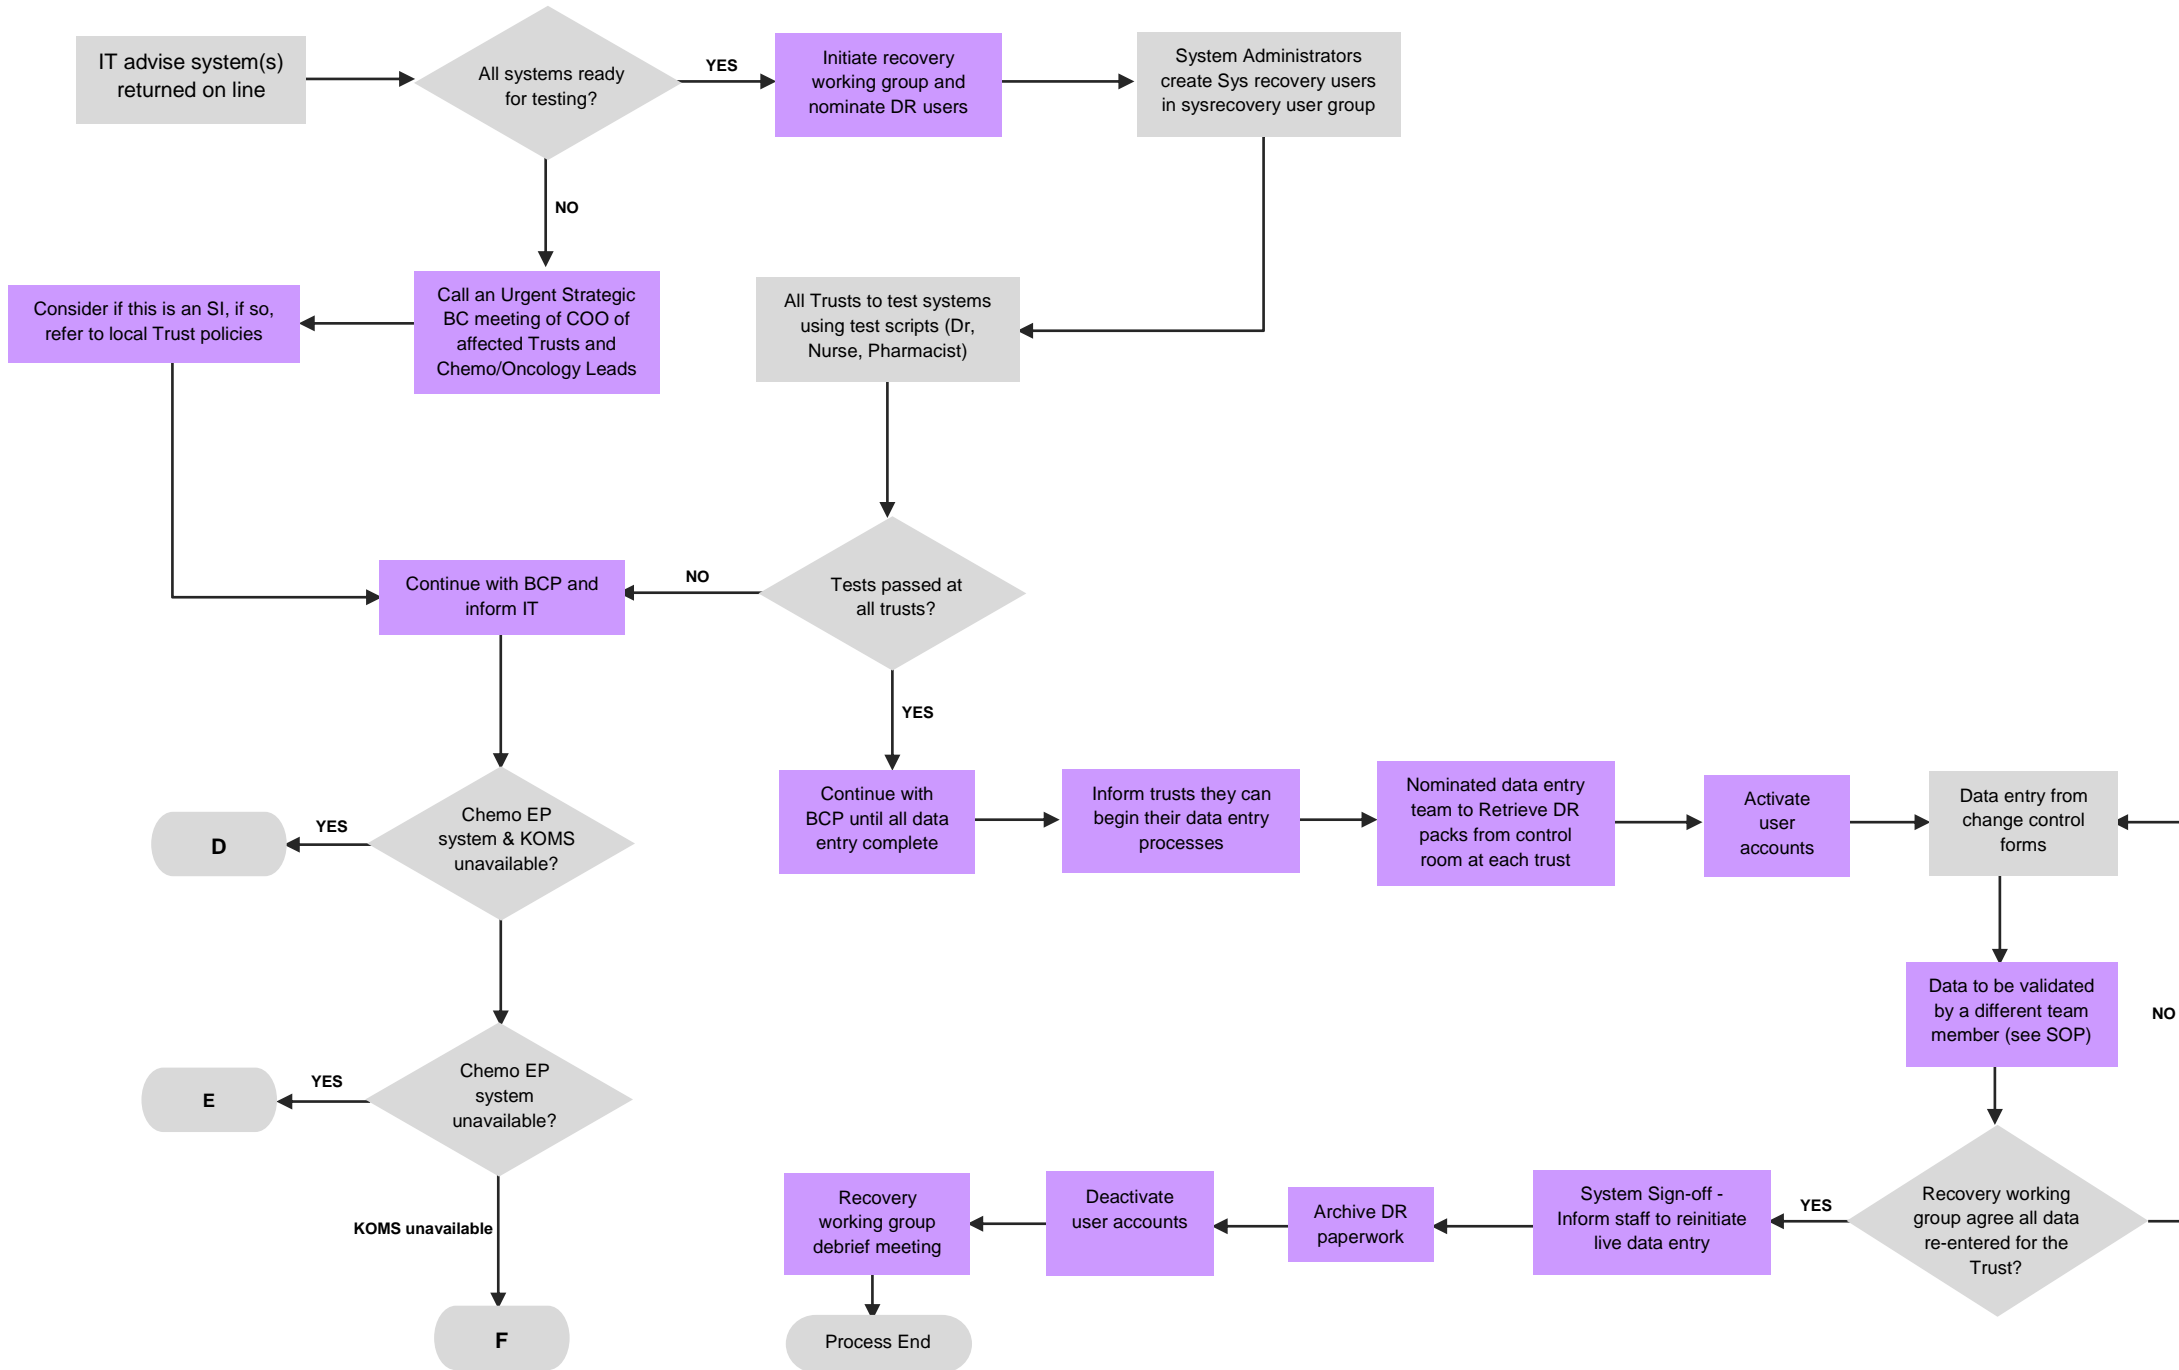 IT advise system(s)
returned on line
All systems ready
for testing?
YES
Initiate recovery
working group and
nominate DR users
System Administrators
create Sys recovery users
in sysrecovery user group
NO
Consider if this is an SI, if so,
refer to local Trust policies
Call an Urgent Strategic
BC meeting of COO of
affected Trusts and
Chemo/Oncology Leads
All Trusts to test systems
using test scripts (Dr,
Nurse, Pharmacist)
Continue with BCP and
inform IT
NO
Tests passed at
all trusts?
YES
Chemo EP
system & KOMS
unavailable?
YES
D
Continue with
BCP until all data
entry complete
Inform trusts they can
begin their data entry
processes
Nominated data entry
team to Retrieve DR
packs from control
room at each trust
Activate
user
accounts
Data entry from
change control
forms
Data to be validated
by a different team
member (see SOP)
NO
Chemo EP
system
unavailable?
YES
E
KOMS unavailable
F
Recovery working
group agree all data
re-entered for the
Trust?
YES
System Sign-off -
Inform staff to reinitiate
live data entry
Archive DR
paperwork
Deactivate
user accounts
Recovery
working group
debrief meeting
Process End